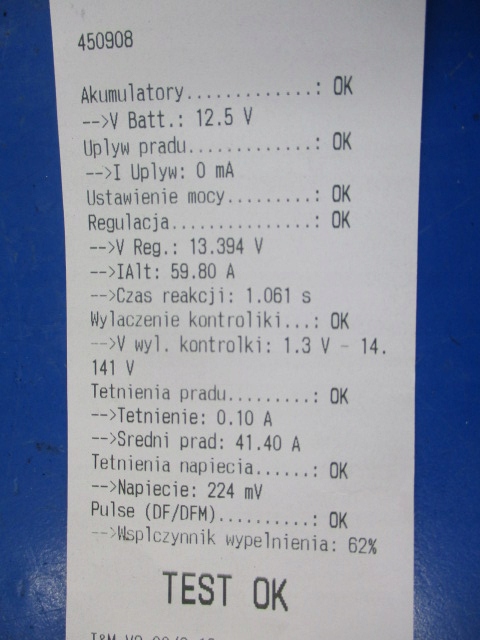 450908
Akumulatory.............: OK
-->V Batt.: 12.5 V
Uplyw pradu.............: OK
-->I Uplyw: 0 mA
Ustawienie mocy.........: OK
Regulacja...............: OK
-->V Reg.: 13.394 V
-->IAlt: 59.80 A
-->Czas reakcji: 1.061 s
Wylaczenie kontroliki...: OK
-->V wyl. kontrolki: 1.3 V - 14.
141 V
Tetnienia pradu.........: OK
-->Tetnienie: 0.10 A
-->Sredni prad: 41.40 A
Tetnienia napiecia......: OK
-->Napiecie: 224 mV
Pulse (DF/DFM)..........: OK
-->Wsplczynnik wypelnienia: 62%
TEST OK